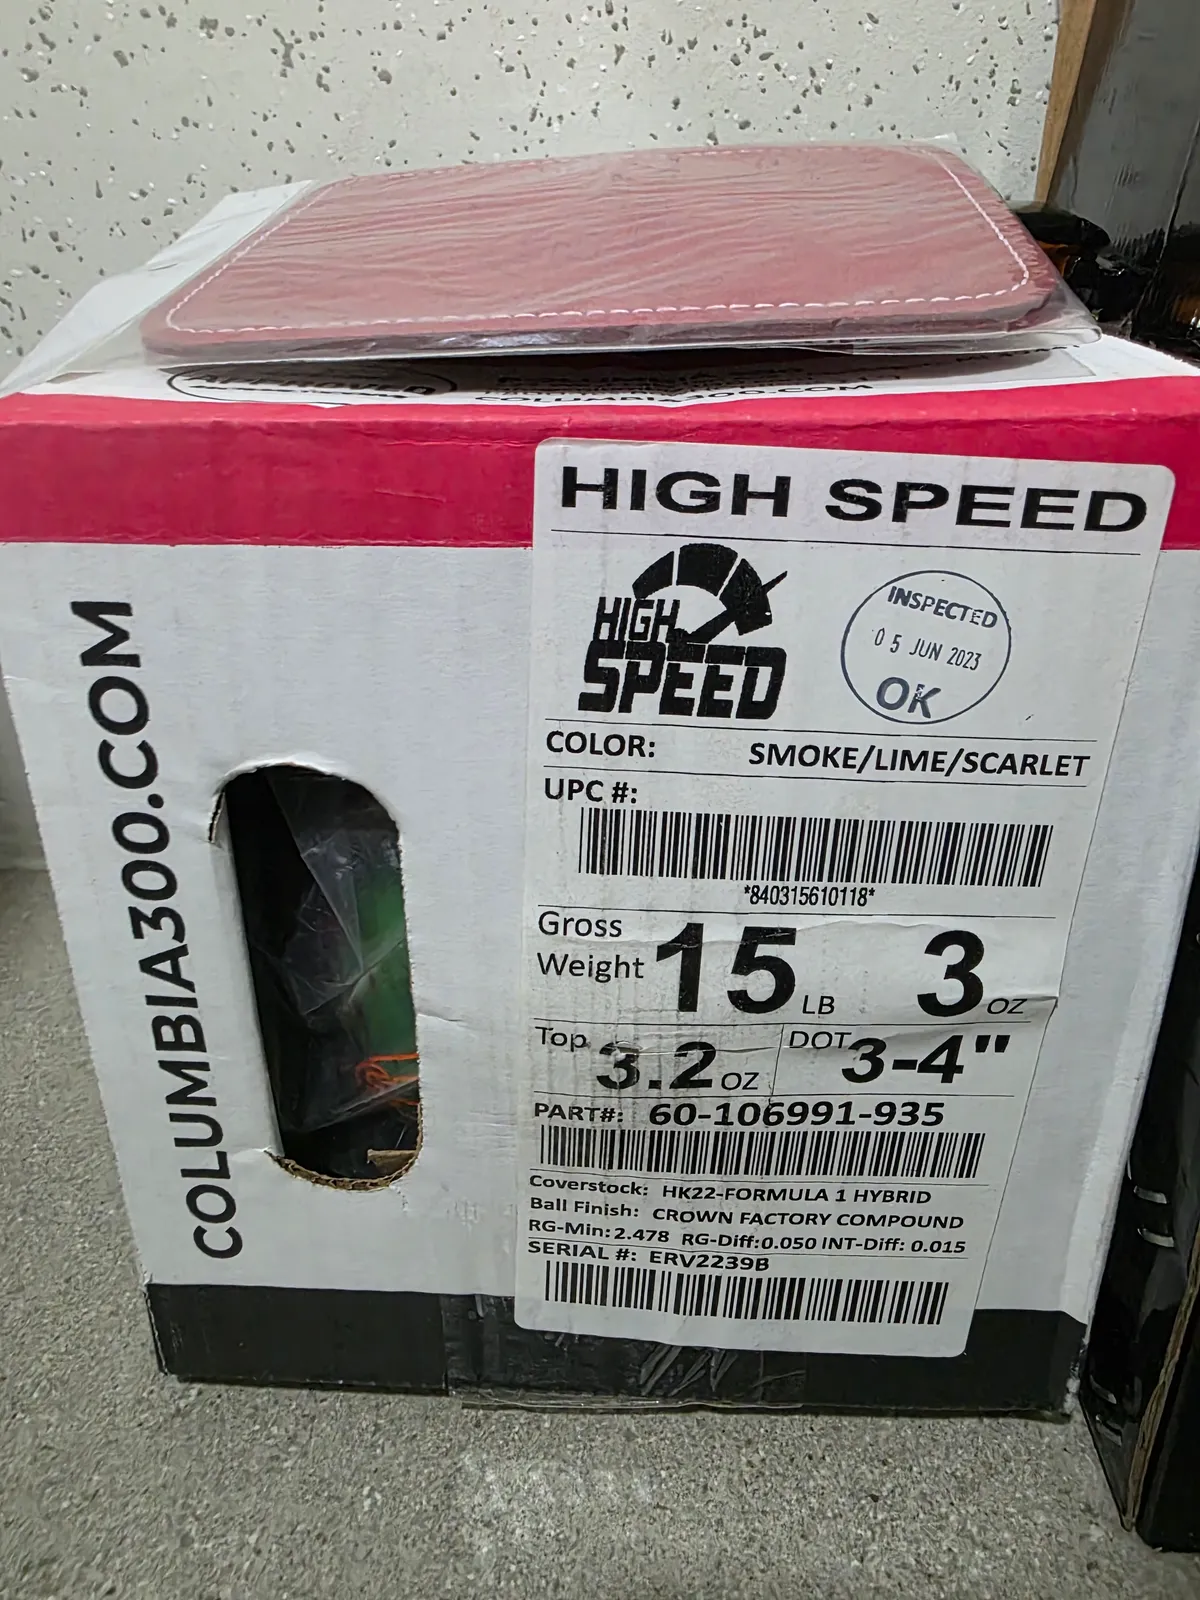 APPROVED
COLUMBIA300.COM
COLUMBIA300.COM
HIGH SPEED
HIGH
SPEED
INSPECTED
05 JUN 2023
OK
COLOR: SMOKE/LIME/SCARLET
UPC #:
*840315610118*
Gross
Weight 15 LB 3 OZ
Top 3.2 OZ DOT 3-4"
PART#: 60-106991-935
Coverstock: HK22-FORMULA 1 HYBRID
Ball Finish: CROWN FACTORY COMPOUND
RG-Min: 2.478 RG-Diff:0.050 INT-Diff: 0.015
SERIAL #: ERV2239B